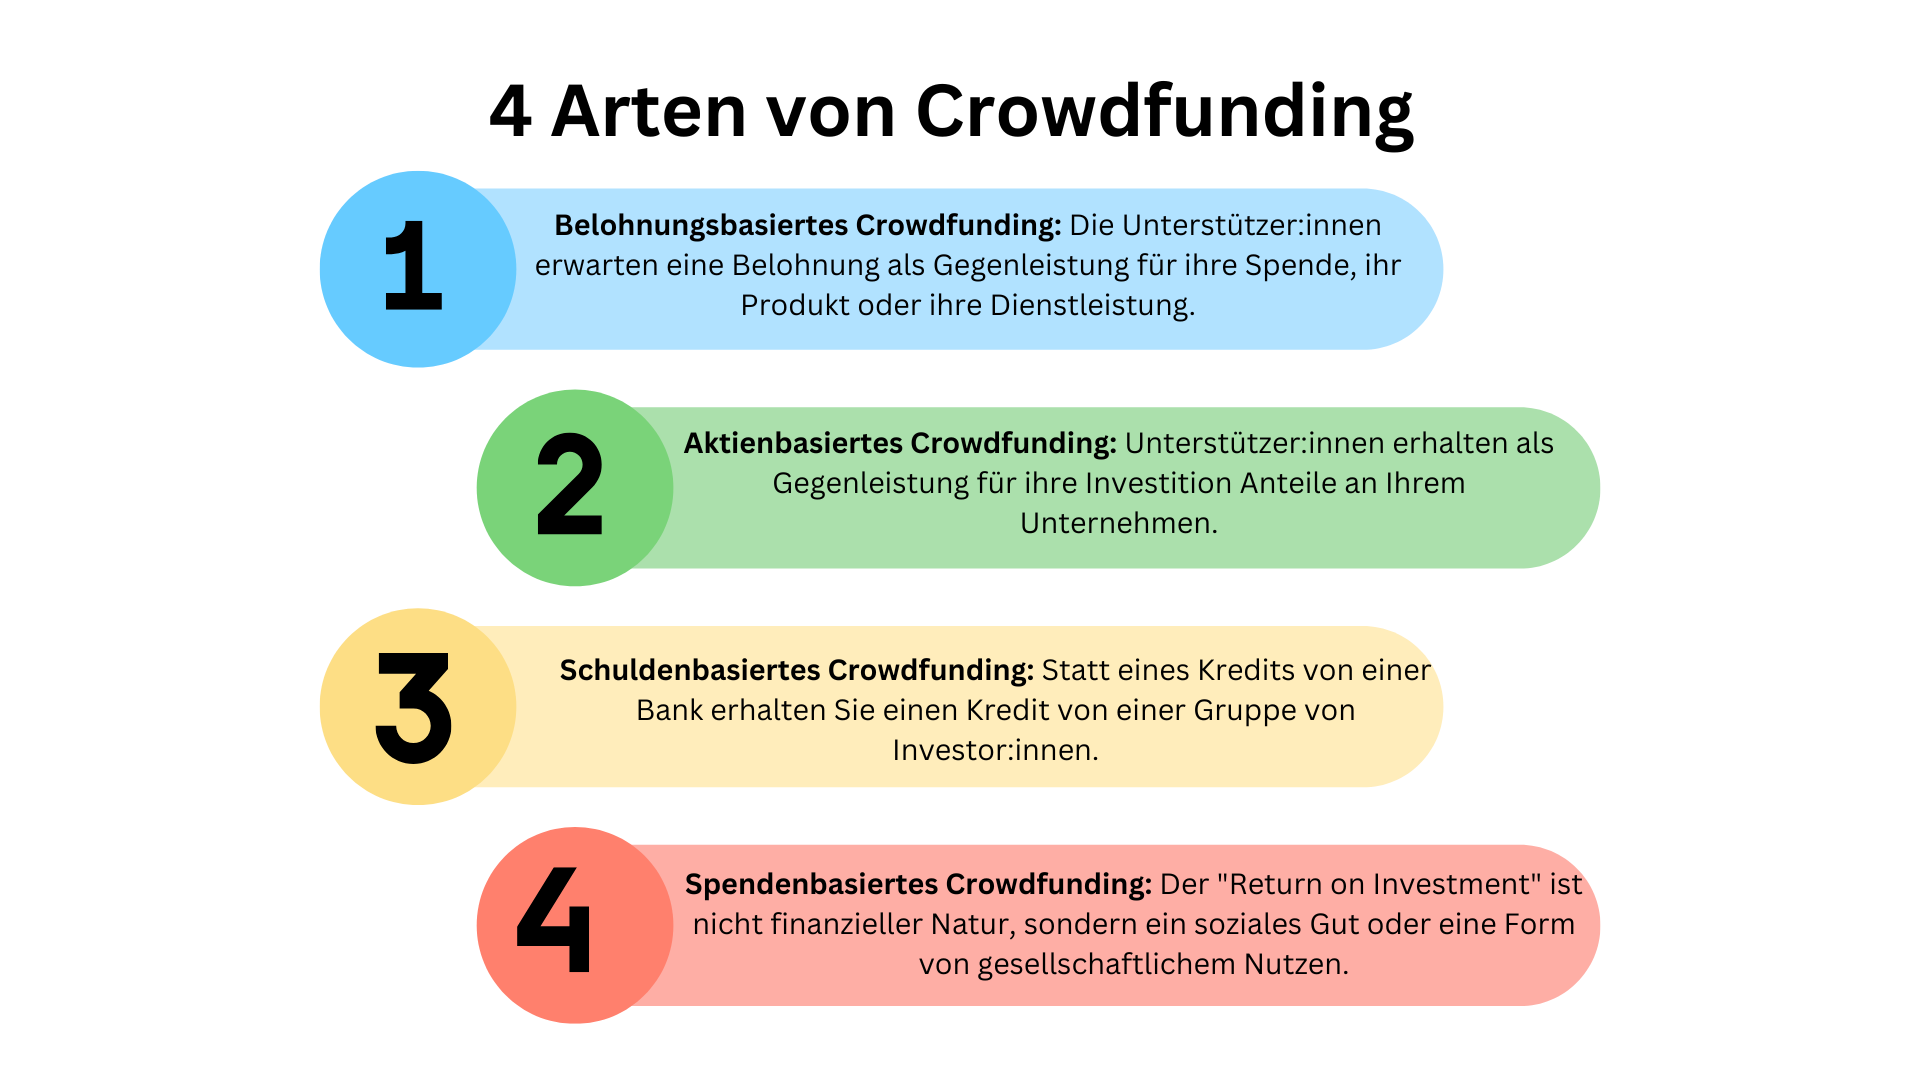 4 Arten von Crowdfunding
1
Belohnungsbasiertes Crowdfunding: Die Unterstützer:innen
erwarten eine Belohnung als Gegenleistung für ihre Spende, ihr
Produkt oder ihre Dienstleistung.
2
Aktienbasiertes Crowdfunding: Unterstützer:innen erhalten als
Gegenleistung für ihre Investition Anteile an Ihrem
Unternehmen.
3
Schuldenbasiertes Crowdfunding: Statt eines Kredits von einer
Bank erhalten Sie einen Kredit von einer Gruppe von
Investor:innen.
4
Spendenbasiertes Crowdfunding: Der "Return on Investment" ist
nicht finanzieller Natur, sondern ein soziales Gut oder eine Form
von gesellschaftlichem Nutzen.